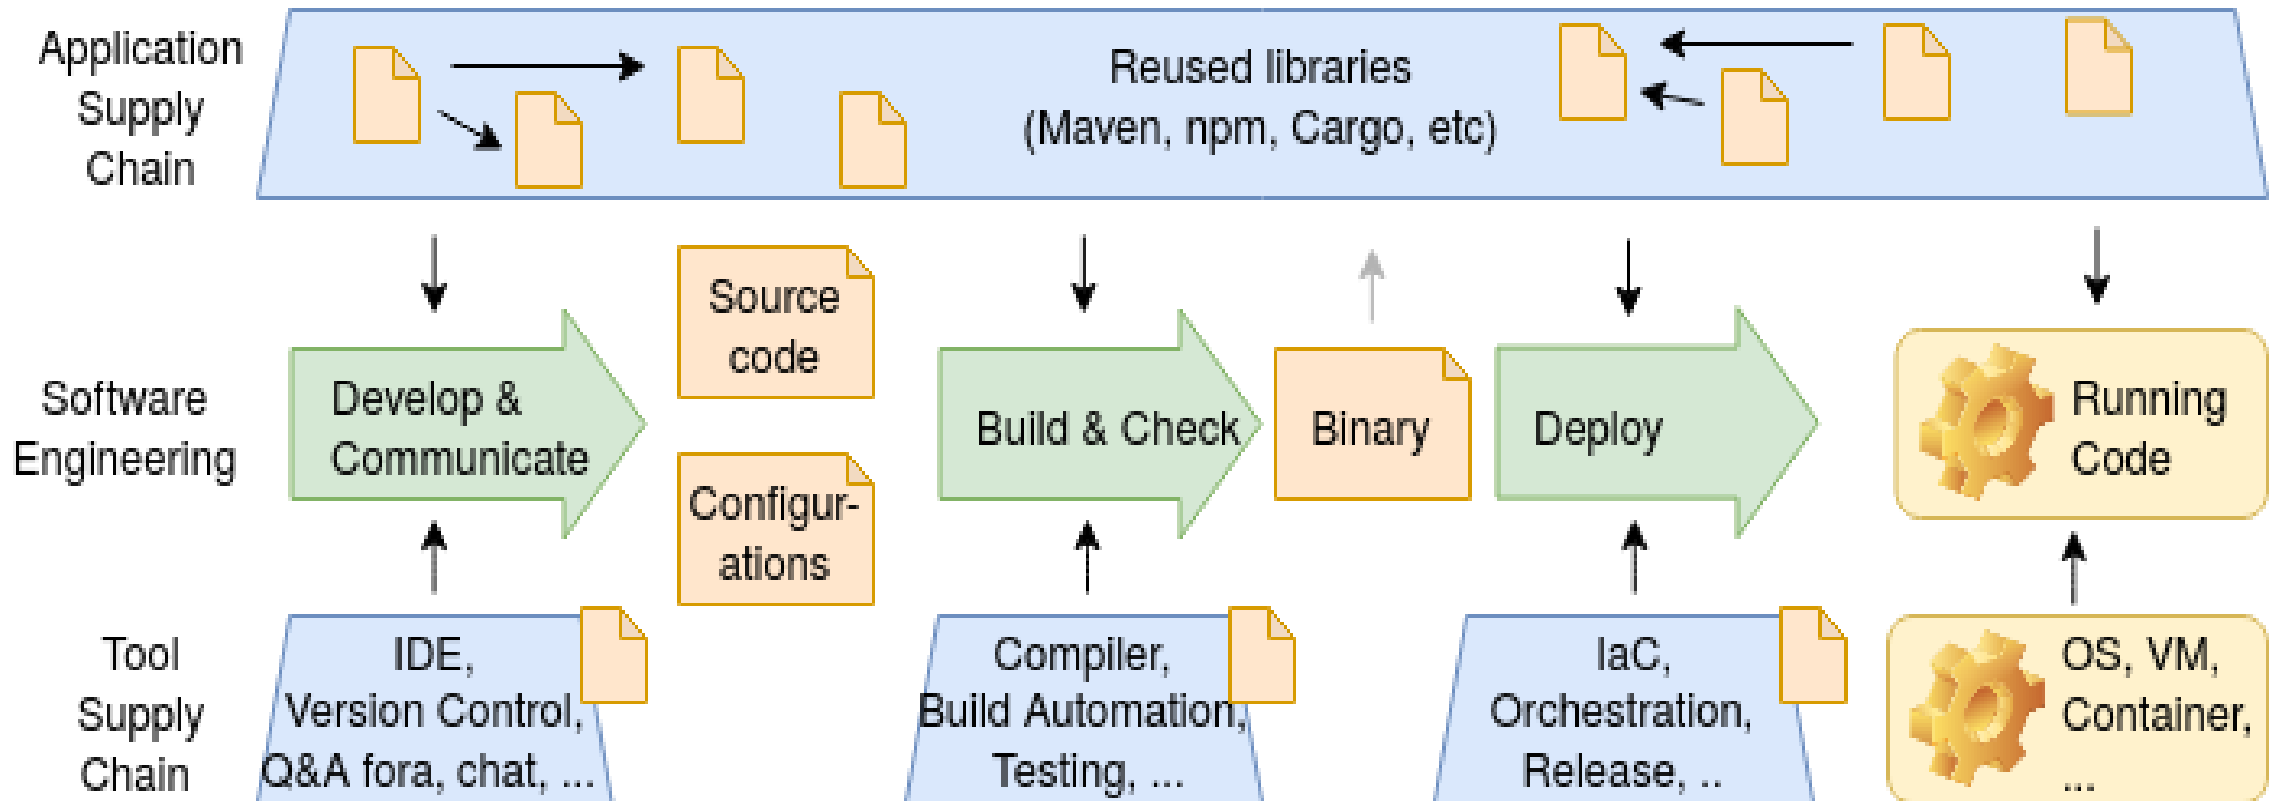 Application
Supply
Chain
Reused libraries
(Maven, npm, Cargo, etc)
Software
Engineering
Develop &
Communicate
Source
code
Configur-
ations
Build & Check
Binary
Deploy
Running
Code
Tool
Supply
Chain
IDE,
Version Control,
Q&A fora, chat, ...
Compiler,
Build Automation,
Testing, ...
IaC,
Orchestration,
Release, ..
OS, VM,
Container,
...